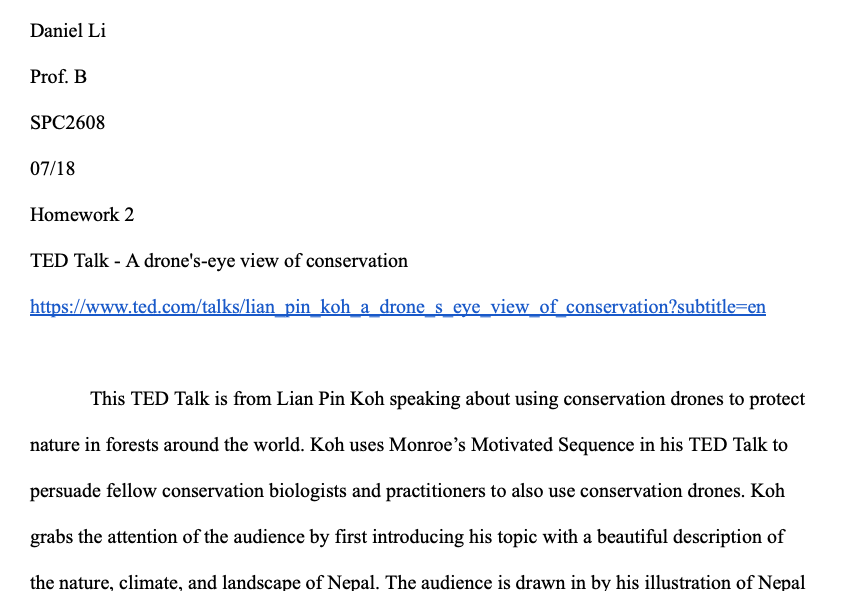 Daniel Li
Prof. B
SPC2608
07/18
Homework 2
TED Talk - A drone's-eye view of conservation
https://www.ted.com/talks/lian_pin_koh_a_drone_s_eye_view_of_conservation?subtitle=en
This TED Talk is from Lian Pin Koh speaking about using conservation drones to protect
nature in forests around the world. Koh uses Monroe’s Motivated Sequence in his TED Talk to
persuade fellow conservation biologists and practitioners to also use conservation drones. Koh
grabs the attention of the audience by first introducing his topic with a beautiful description of
the nature, climate, and landscape of Nepal. The audience is drawn in by his illustration of Nepal